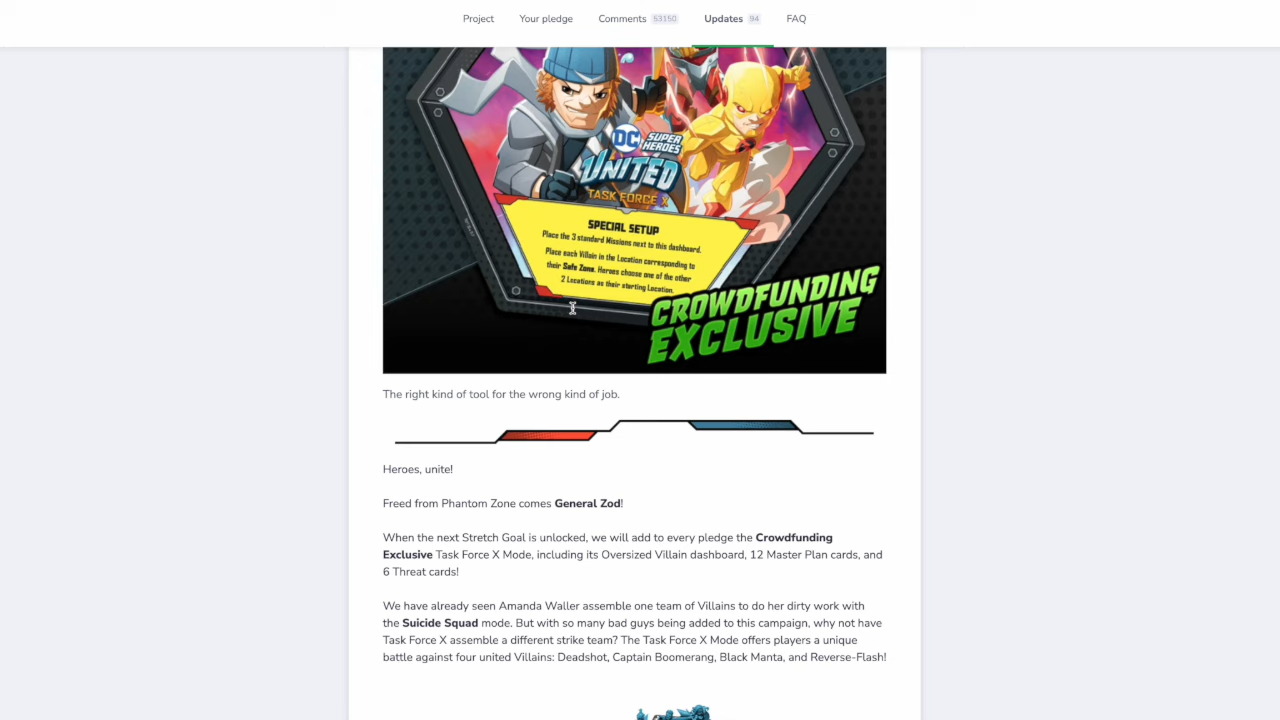 Project Your pledge Comments 53150 Updates 94 FAQ
DC SUPER HEROES
UNITED
TASK FORCE X
SPECIAL SETUP
Place the 3 standard Missions next to this dashboard.
Place each Villain in the Location corresponding to
their Safe Zone. Heroes choose one of the other
2 Locations as their starting Location.
CROWDFUNDING
EXCLUSIVE
The right kind of tool for the wrong kind of job.
Heroes, unite!
Freed from Phantom Zone comes General Zod!
When the next Stretch Goal is unlocked, we will add to every pledge the Crowdfunding
Exclusive Task Force X Mode, including its Oversized Villain dashboard, 12 Master Plan cards, and
6 Threat cards!
We have already seen Amanda Waller assemble one team of Villains to do her dirty work with
the Suicide Squad mode. But with so many bad guys being added to this campaign, why not have
Task Force X assemble a different strike team? The Task Force X Mode offers players a unique
battle against four united Villains: Deadshot, Captain Boomerang, Black Manta, and Reverse-Flash!